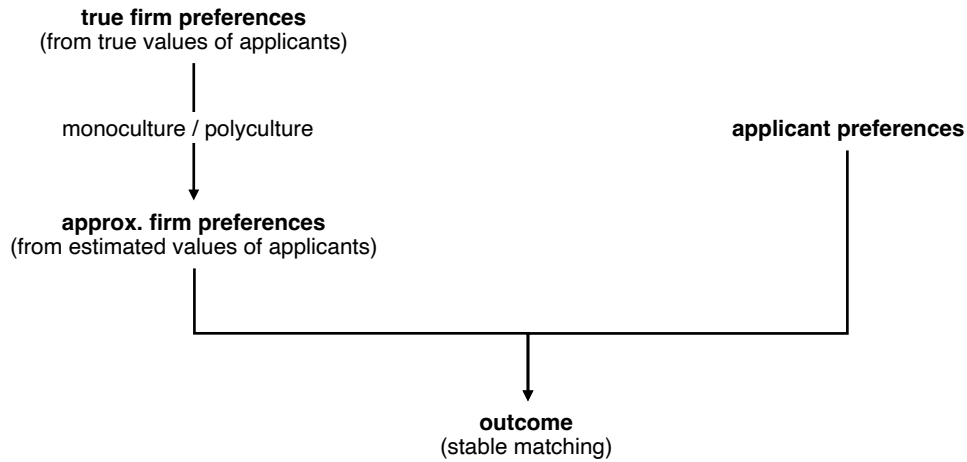 true firm preferences
(from true values of applicants)
monoculture / polyculture
applicant preferences
approx. firm preferences
(from estimated values of applicants)
outcome
(stable matching)